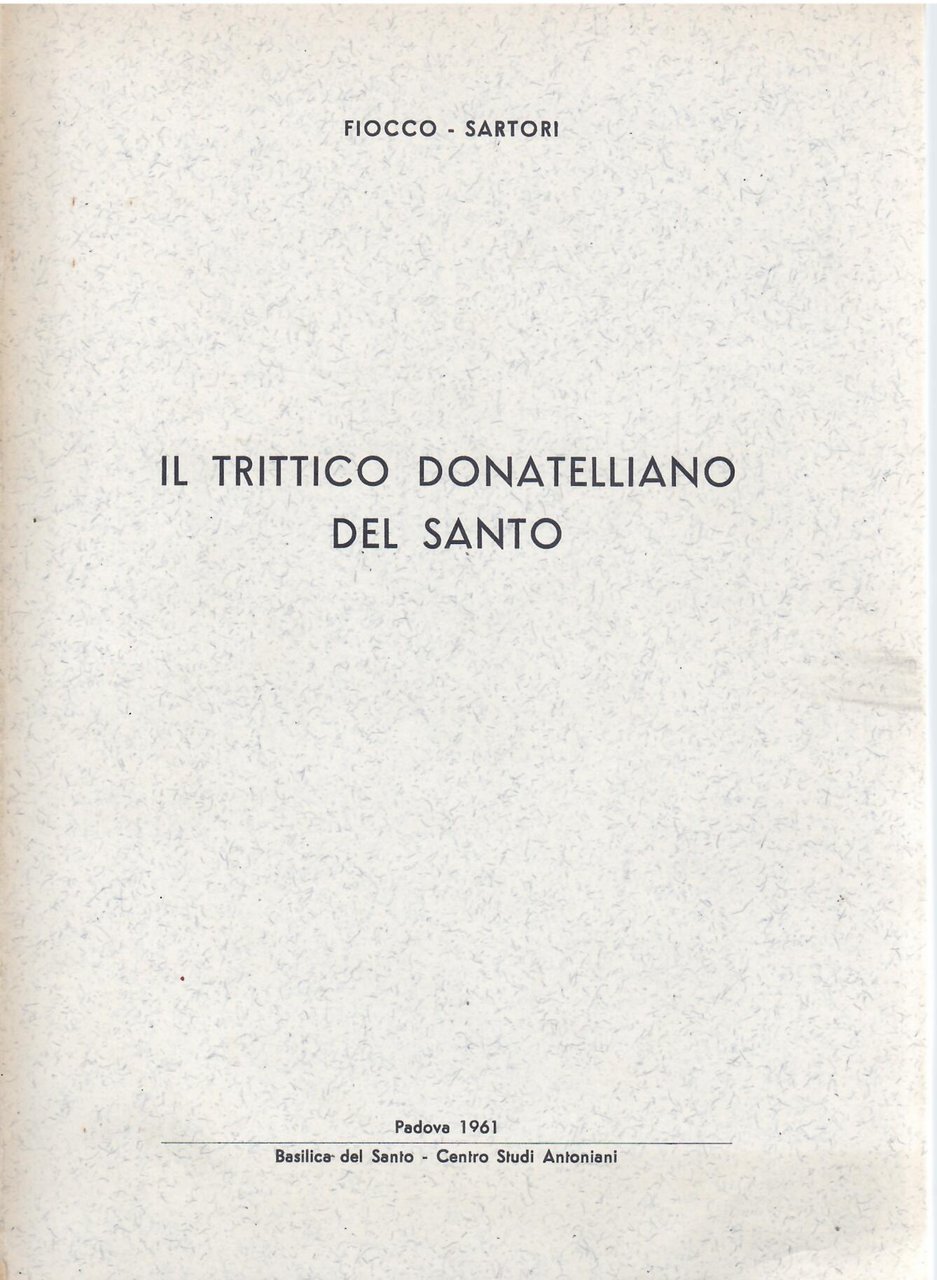 FIOCCO - SARTORI
IL TRITTICO DONATELLIANO
DEL SANTO
Padova 1961
Basilica del Santo - Centro Studi Antoniani